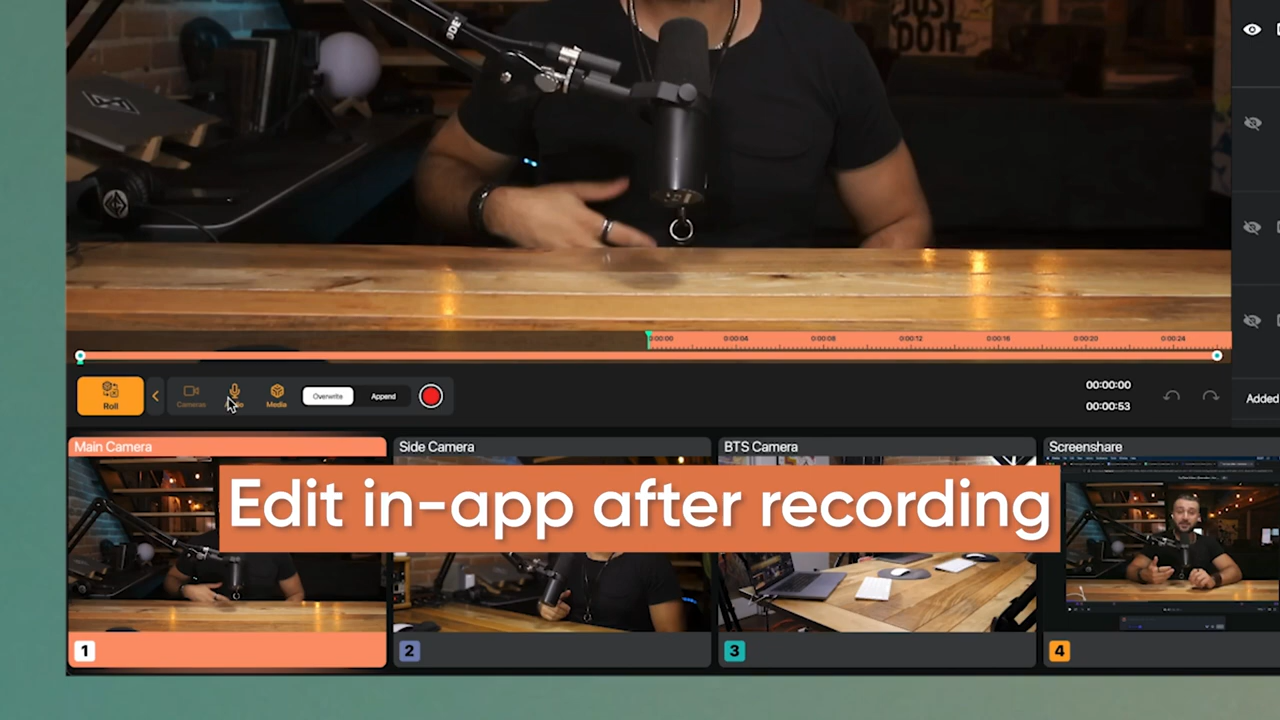 JUST
DO IT
RODE
0:00:00 0:00:04 0:00:08 0:00:12 0:00:16 0:00:20 0:00:24
Roll
Cameras
Media
Overwrite
Append
00:00:00
00:00:53
Added
Main Camera
Side Camera
BTS Camera
Screenshare
Edit in-app after recording
1
2
3
4